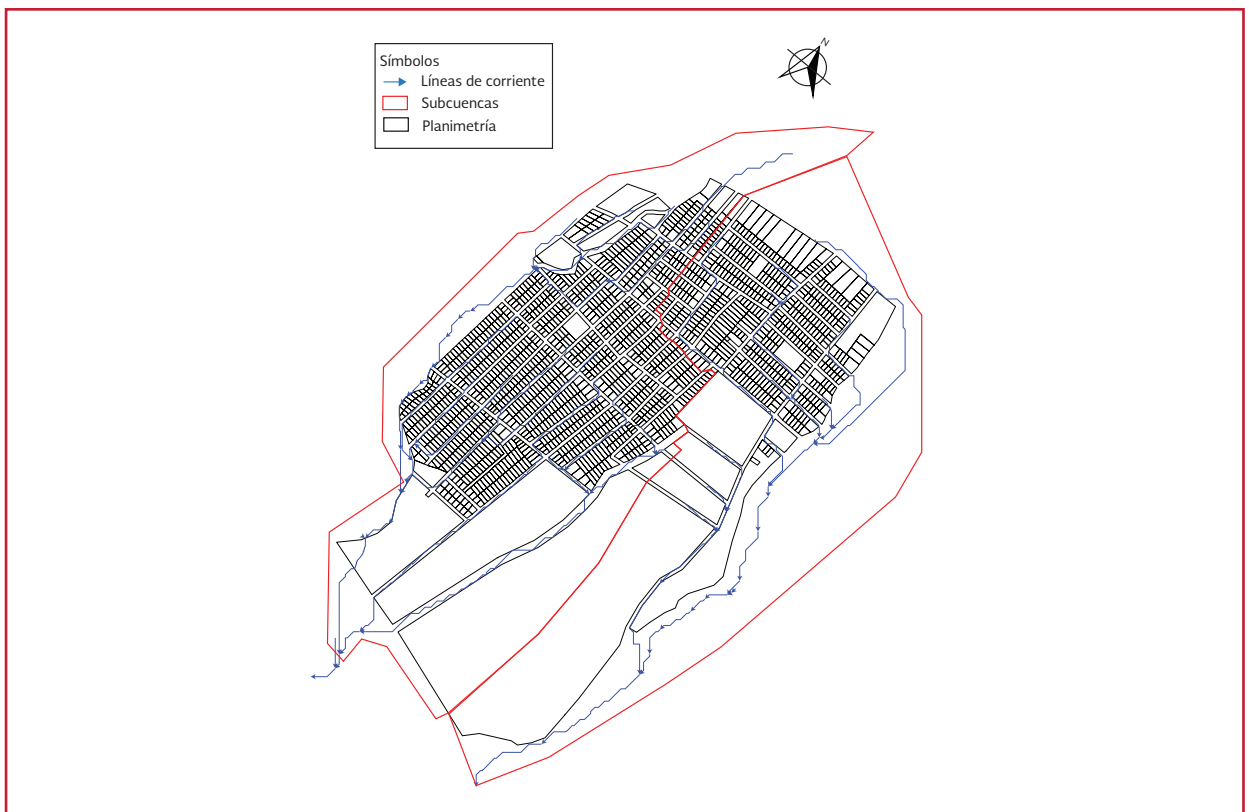 N
Símbolos
Líneas de corriente
Subcuencas
Planimetría